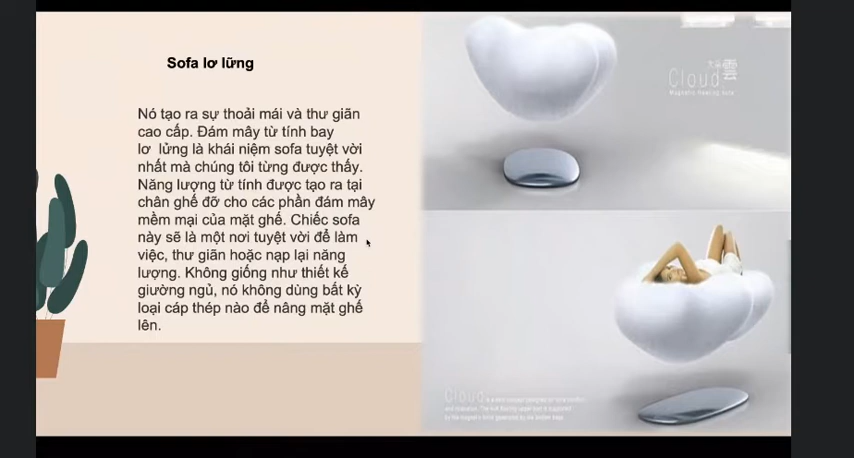 Sofa lơ lững
Nó tạo ra sự thoải mái và thư giãn
cao cấp. Đám mây từ tính bay
lơ lửng là khái niệm sofa tuyệt vời
nhất mà chúng tôi từng được thấy.
Năng lượng từ tính được tạo ra tại
chân ghế đỡ cho các phần đám mây
mềm mại của mặt ghế. Chiếc sofa
này sẽ là một nơi tuyệt vời để làm
việc, thư giãn hoặc nạp lại năng
lượng. Không giống như thiết kế
giường ngủ, nó không dùng bất kỳ
loại cáp thép nào để nâng mặt ghế
lên.
Cloud 雲
Magnetic floating sofa
Cloud